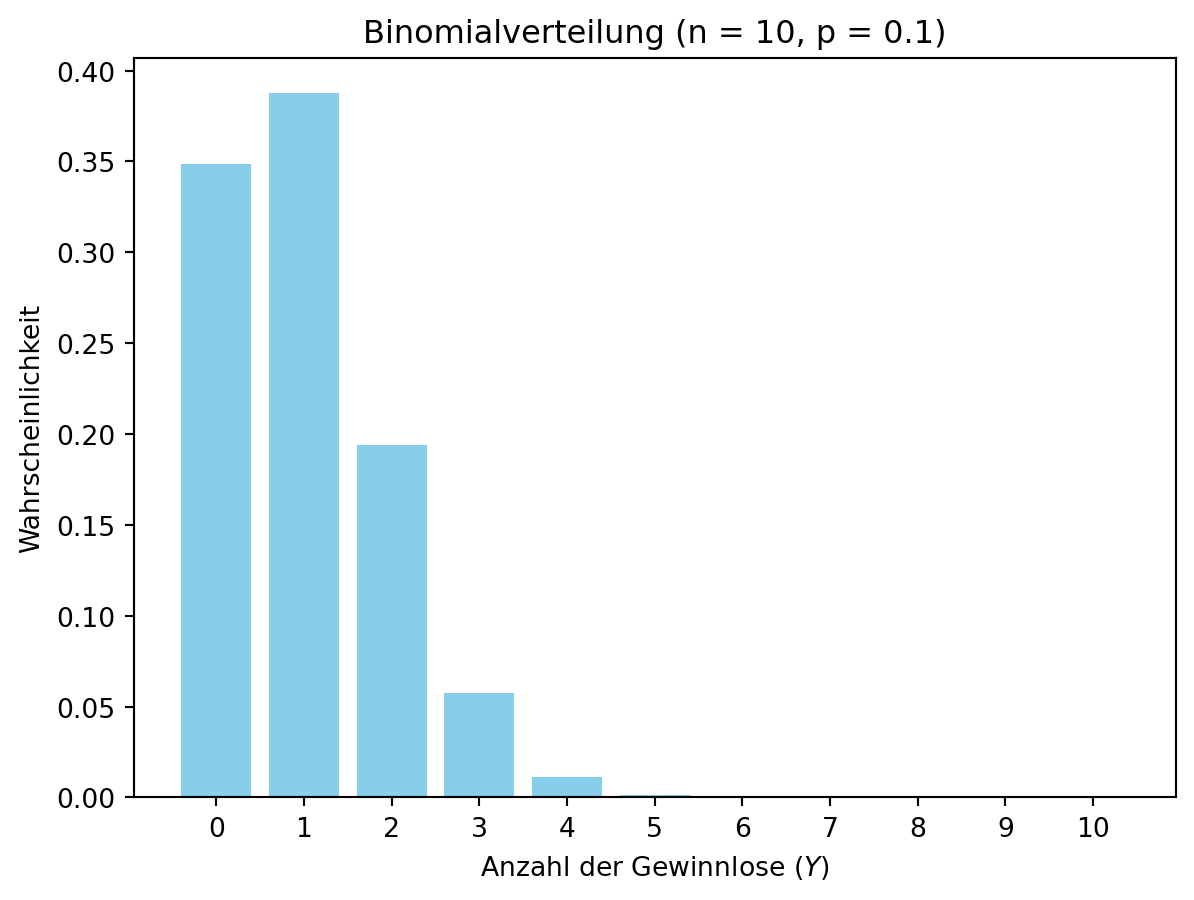 Binomialverteilung (n = 10, p = 0.1)
Wahrscheinlichkeit
0.40
0.35
0.30
0.25
0.20
0.15
0.10
0.05
0.00
0 1 2 3 4 5 6 7 8 9 10
Anzahl der Gewinnlose (Y)